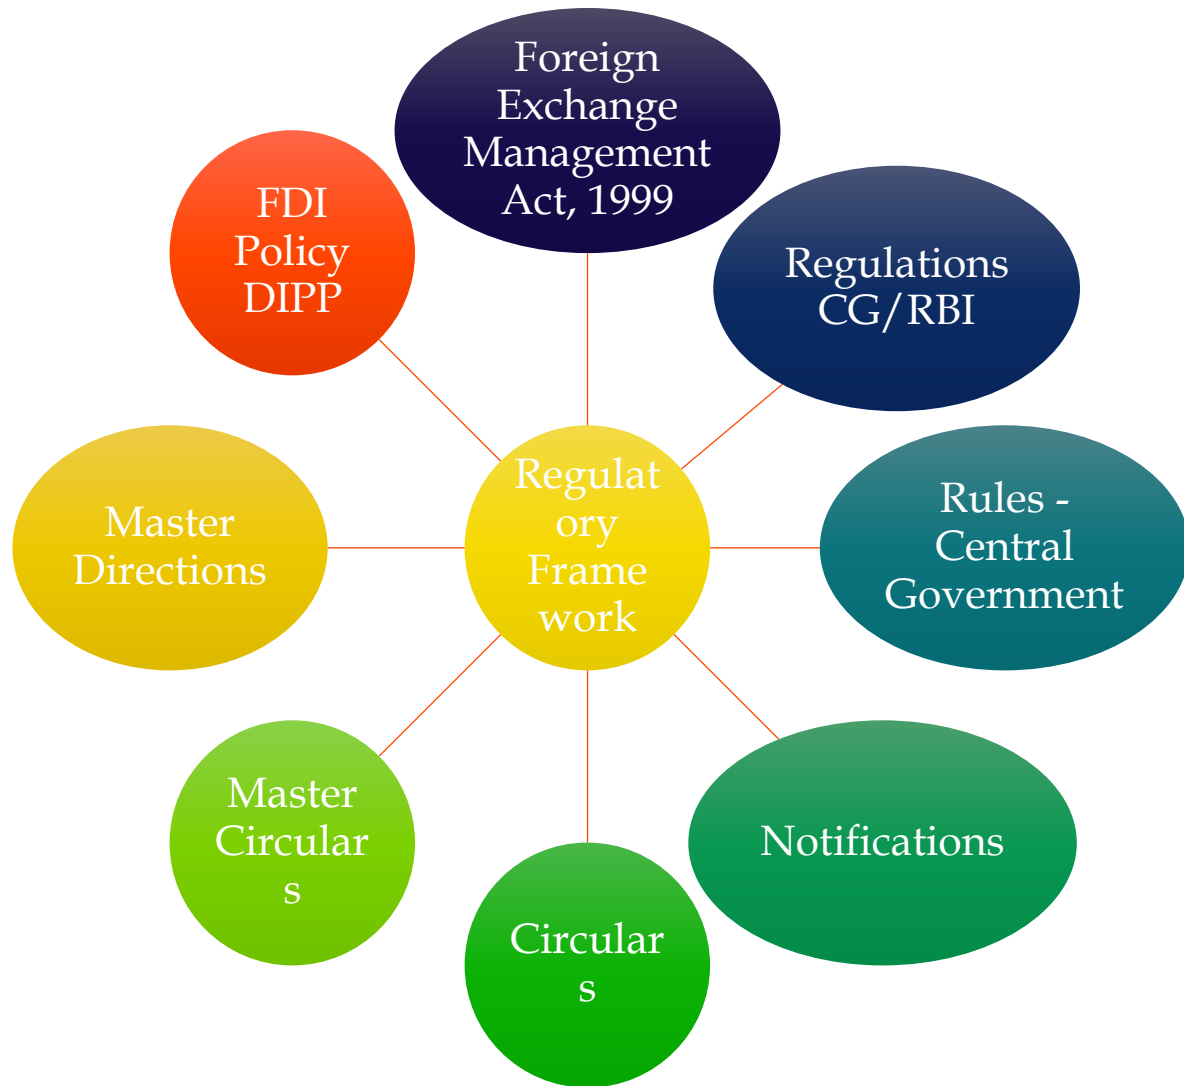 Foreign
Exchange
Management
Act, 1999
FDI
Policy
DIPP
Regulations
CG/RBI
Regulat
ory
Frame
work
Master
Directions
Rules -
Central
Government
Master
Circular
s
Notifications
Circular
s